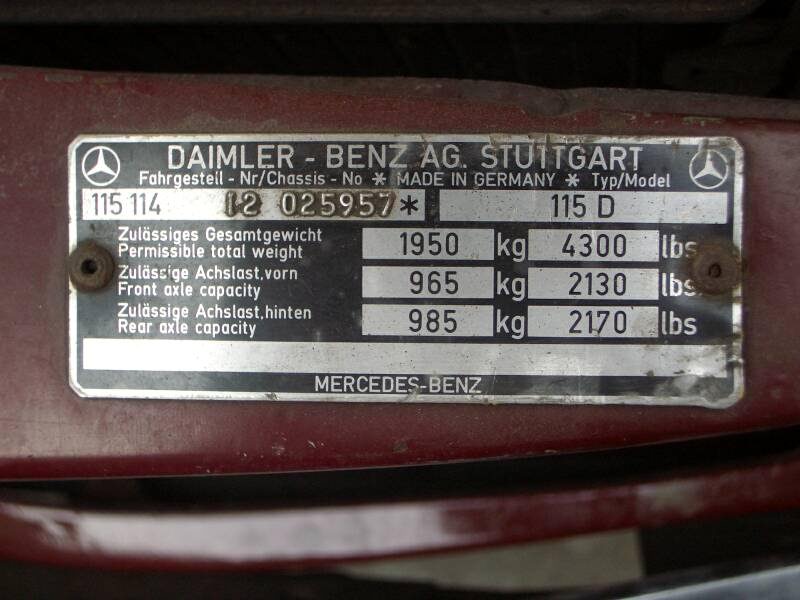 DAIMLER - BENZ AG. STUTTGART
Fahrgestell - Nr/Chassis - No * MADE IN GERMANY * Typ/Model
115 114 12 025957* 115 D
Zulässiges Gesamtgewicht
Permissible total weight
1950 kg 4300 lbs
Zulässige Achslast,vorn
Front axle capacity
965 kg 2130 lbs.
Zulässige Achslast,hinten
Rear axle capacity
985 kg 2170 lbs
MERCEDES-BENZ